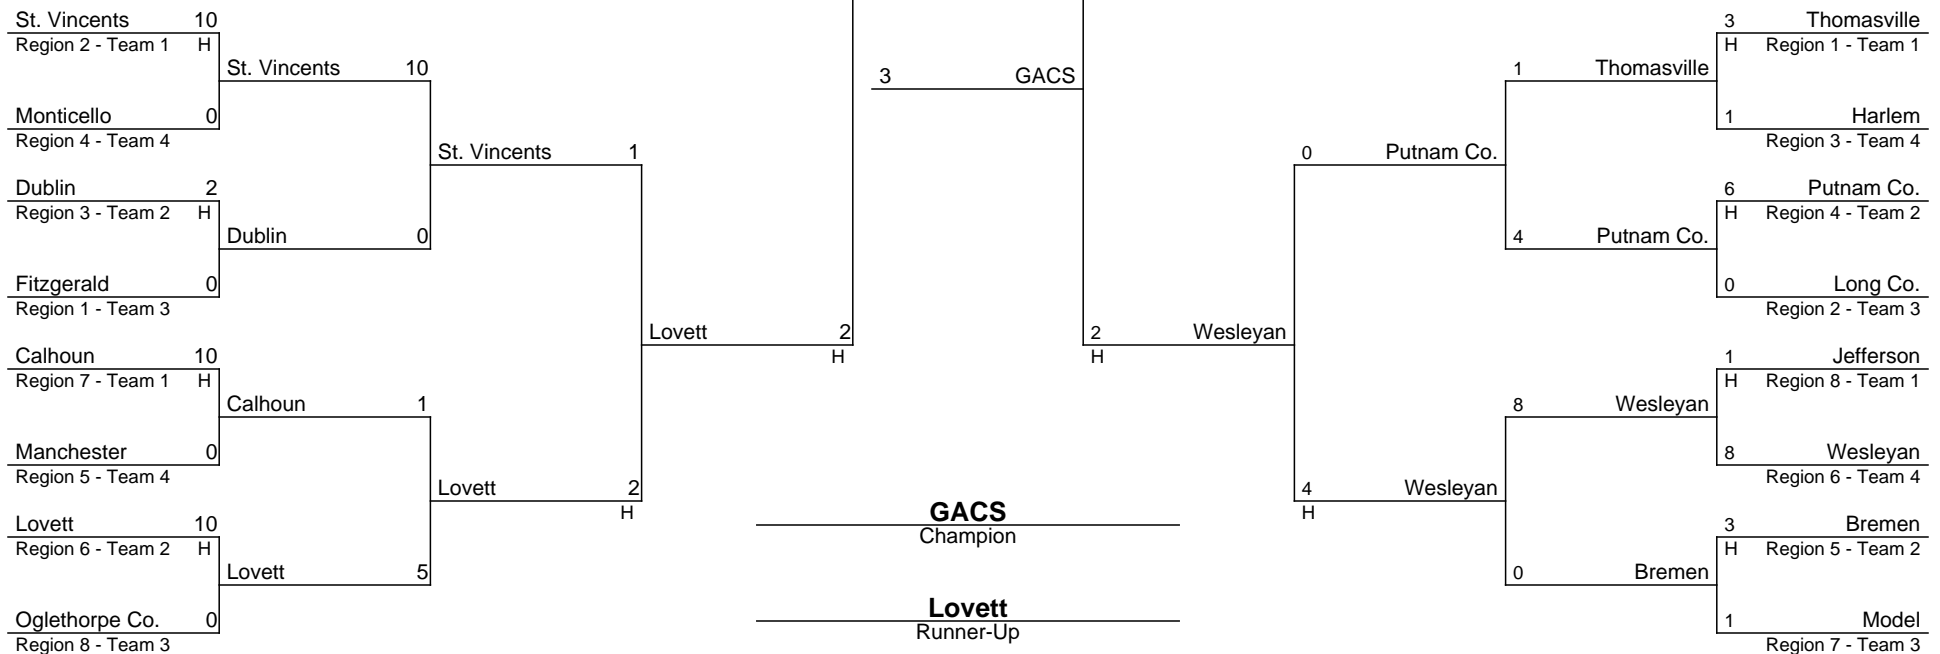 St. Vincents 10
Region 2 - Team 1 H
St. Vincents 10
Monticello 0
Region 4 - Team 4
St. Vincents 1
Dublin 2
Region 3 - Team 2 H
Dublin 0
Fitzgerald 0
Region 1 - Team 3
Lovett 2
H
Calhoun 10
Region 7 - Team 1 H
Calhoun 1
Manchester 0
Region 5 - Team 4
Lovett 2
H
Lovett 10
Region 6 - Team 2 H
Lovett 5
Oglethorpe Co. 0
Region 8 - Team 3
3 GACS
GACS
Champion
Lovett
Runner-Up
3 Thomasville
H Region 1 - Team 1
1 Thomasville
1 Harlem
Region 3 - Team 4
0 Putnam Co.
6 Putnam Co.
H Region 4 - Team 2
4 Putnam Co.
0 Long Co.
Region 2 - Team 3
2 Wesleyan
H
1 Jefferson
H Region 8 - Team 1
8 Wesleyan
8 Wesleyan
Region 6 - Team 4
4 Wesleyan
H
3 Bremen
H Region 5 - Team 2
0 Bremen
1 Model
Region 7 - Team 3